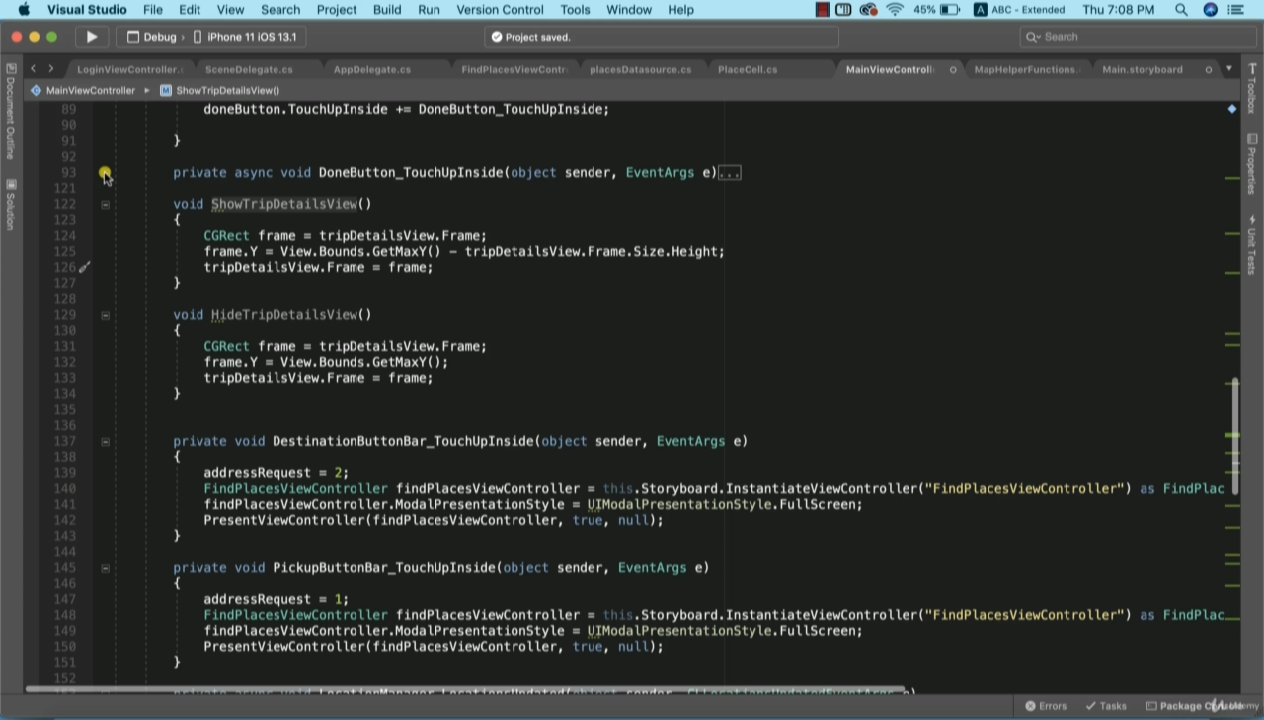 Visual Studio File Edit View Search Project Build Run Version Control Tools Window Help 45% A ABC - Extended Thu 7:08 PM
Debug › iPhone 11 iOS 13.1 Project saved. Search
LoginViewController. SceneDelegate.cs AppDelegate.cs FindPlacesViewContr placesDatasource.cs PlaceCell.cs MainViewControll MapHelperFunctions. Main.storyboard
MainViewController ▸ M ShowTripDetailsView()
Document Outline
Solution
Toolbox
Properties
Unit Tests
89 doneButton.TouchUpInside += DoneButton_TouchUpInside;
90
91 }
92
93 private async void DoneButton_TouchUpInside(object sender, EventArgs e)...
121
122 void ShowTripDetailsView()
123 {
124 CGRect frame = tripDetailsView.Frame;
125 frame.Y = View.Bounds.GetMaxY() - tripDetailsView.Frame.Size.Height;
126 tripDetailsView.Frame = frame;
127 }
128
129 void HideTripDetailsView()
130 {
131 CGRect frame = tripDetailsView.Frame;
132 frame.Y = View.Bounds.GetMaxY();
133 tripDetailsView.Frame = frame;
134 }
135
136
137 private void DestinationButtonBar_TouchUpInside(object sender, EventArgs e)
138 {
139 addressRequest = 2;
140 FindPlacesViewController findPlacesViewController = this.Storyboard.InstantiateViewController("FindPlacesViewController") as FindPlac
141 findPlacesViewController.ModalPresentationStyle = UIModalPresentationStyle.FullScreen;
142 PresentViewController(findPlacesViewController, true, null);
143 }
144
145 private void PickupButtonBar_TouchUpInside(object sender, EventArgs e)
146 {
147 addressRequest = 1;
148 FindPlacesViewController findPlacesViewController = this.Storyboard.InstantiateViewController("FindPlacesViewController") as FindPlac
149 findPlacesViewController.ModalPresentationStyle = UIModalPresentationStyle.FullScreen;
150 PresentViewController(findPlacesViewController, true, null);
151 }
152
private async void LocationManager_LocationsUpdated(object sender, CLLocationsUpdatedEventArgs e)
Errors Tasks Package